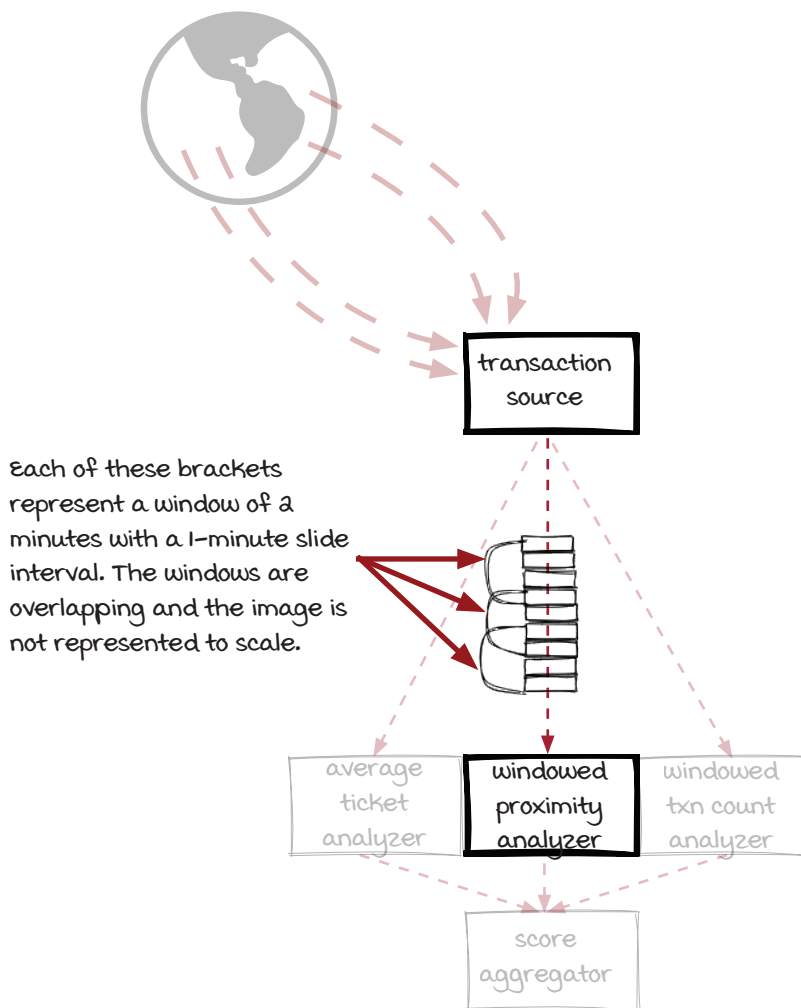 transaction
source
Each of these brackets
represent a window of 2
minutes with a 1-minute slide
interval. The windows are
overlapping and the image is
not represented to scale.
average
ticket
analyzer
windowed
proximity
analyzer
windowed
txn count
analyzer
score
aggregator